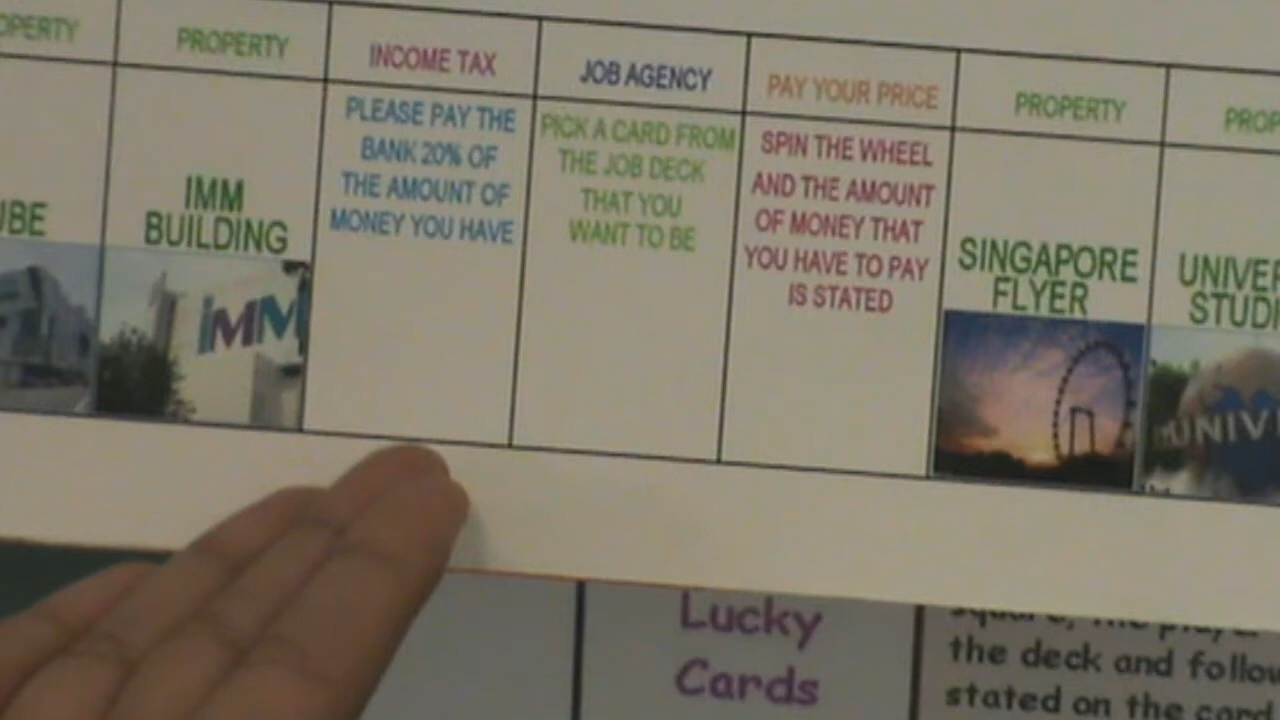 PROPERTY
INCOME TAX
JOB AGENCY
PAY YOUR PRICE
PROPERTY
IMM
BUILDING
iMM
PLEASE PAY THE
BANK 20% OF
THE AMOUNT OF
MONEY YOU HAVE
PICK A CARD FROM
THE JOB DECK
THAT YOU
WANT TO BE
SPIN THE WHEEL
AND THE AMOUNT
OF MONEY THAT
YOU HAVE TO PAY
IS STATED
SINGAPORE
FLYER
Lucky
Cards
the deck and
stated on the card